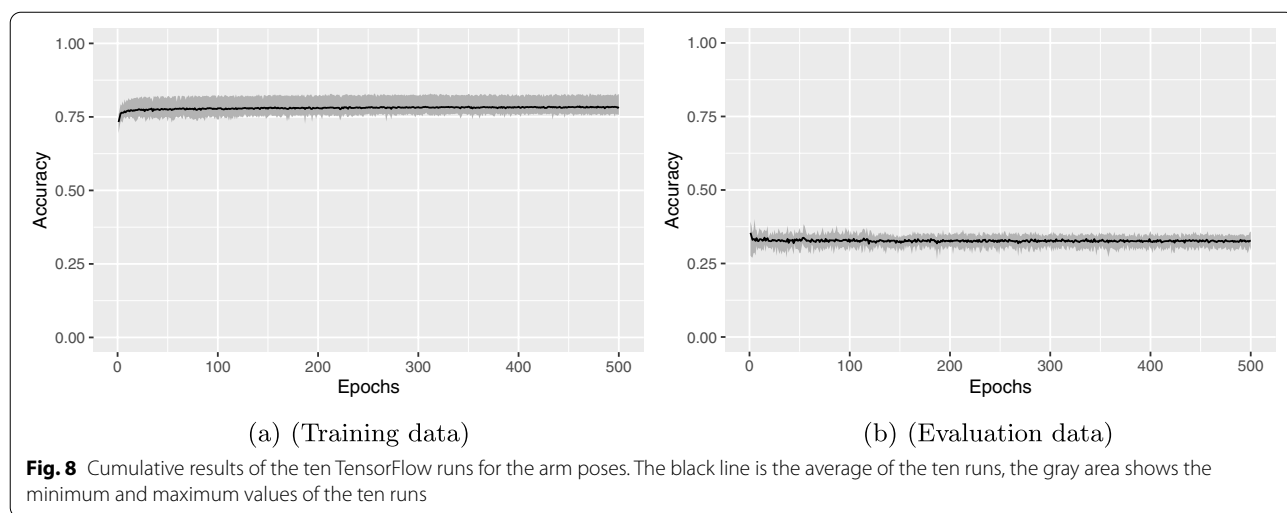 1.00
0.75
0.50
0.25
0.00
Accuracy
0 100 200 300 400 500
Epochs
(a) (Training data)
1.00
0.75
0.50
0.25
0.00
Accuracy
0 100 200 300 400 500
Epochs
(b) (Evaluation data)
Fig. 8 Cumulative results of the ten TensorFlow runs for the arm poses. The black line is the average of the ten runs, the gray area shows the
minimum and maximum values of the ten runs